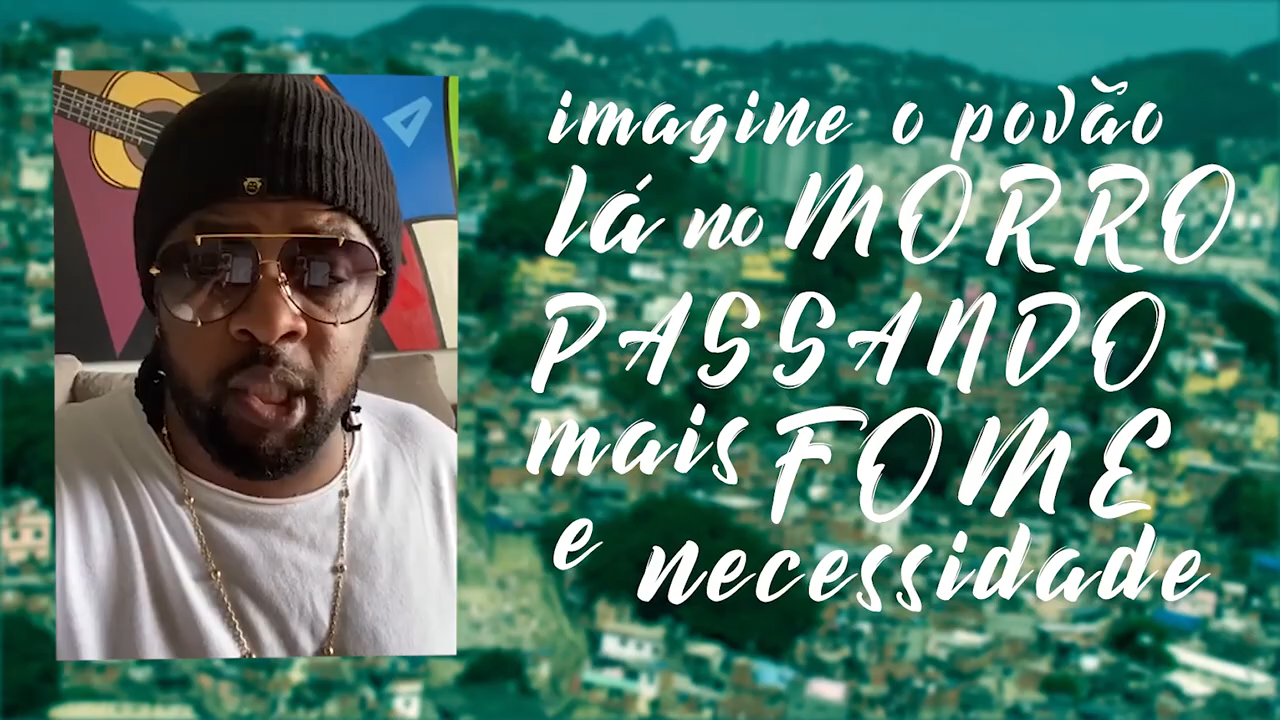 imagine o povão
lá no MORRO
PASSANDO
mais FOME
e necessidade